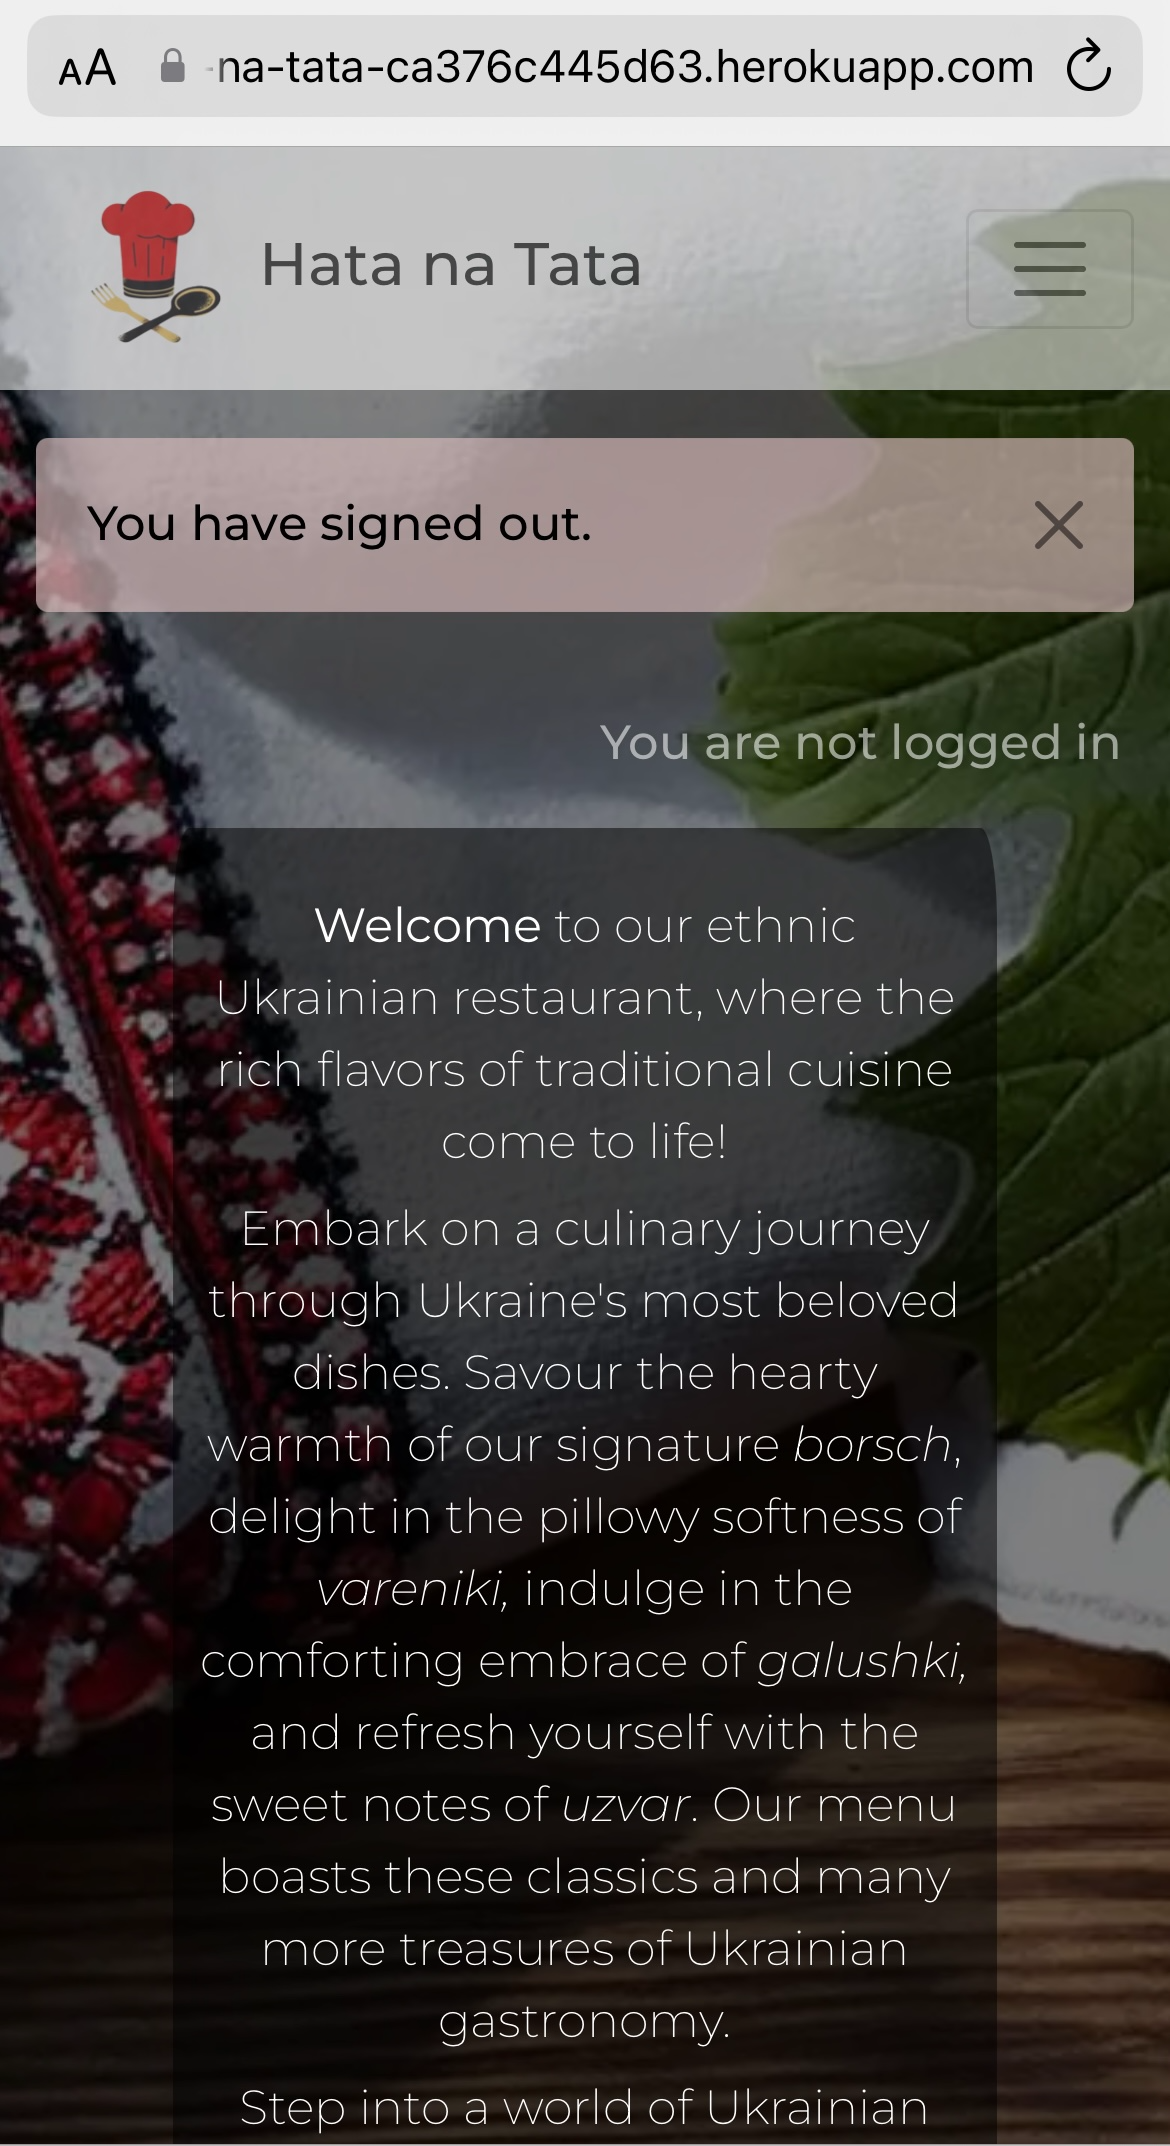 AA -na-tata-ca376c445d63.herokuapp.com
Hata na Tata
You have signed out.
You are not logged in
Welcome to our ethnic
Ukrainian restaurant, where the
rich flavors of traditional cuisine
come to life!
Embark on a culinary journey
through Ukraine's most beloved
dishes. Savour the hearty
warmth of our signature borsch,
delight in the pillowy softness of
vareniki, indulge in the
comforting embrace of galushki,
and refresh yourself with the
sweet notes of uzvar. Our menu
boasts these classics and many
more treasures of Ukrainian
gastronomy.
Step into a world of Ukrainian